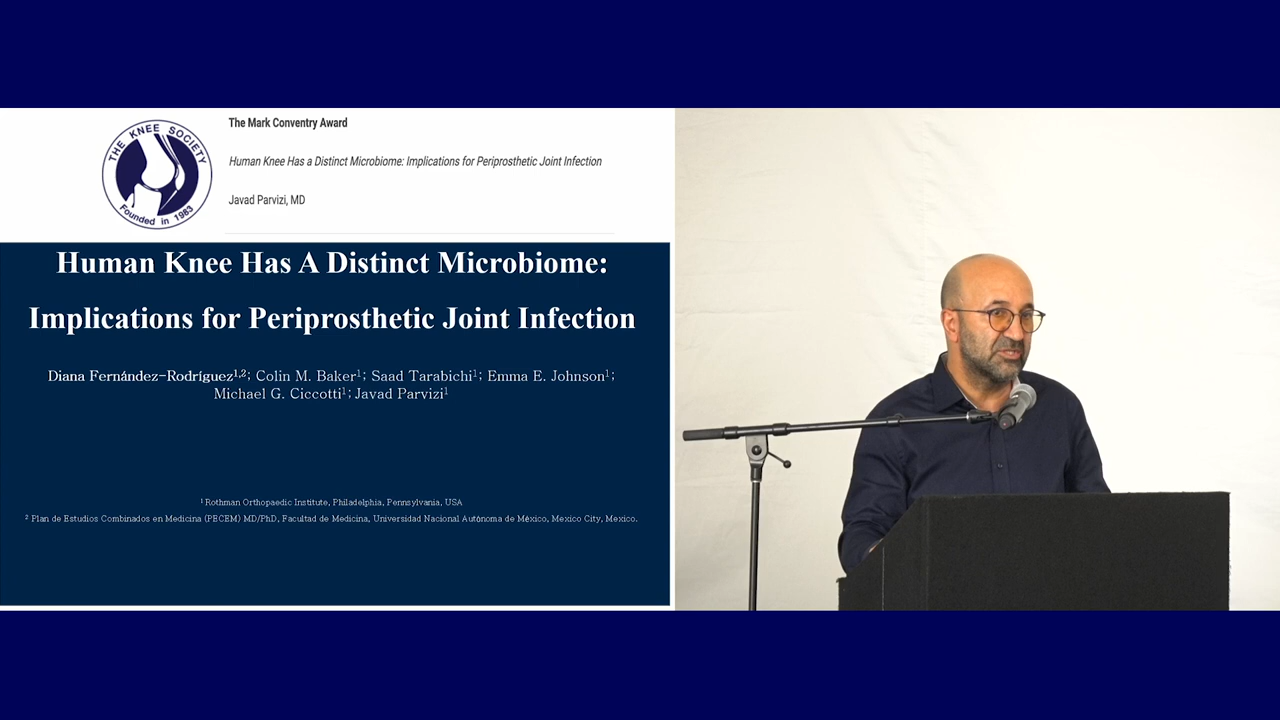 THE KNEE SOCIETY
Founded in 1983
The Mark Conventry Award
Human Knee Has a Distinct Microbiome: Implications for Periprosthetic Joint Infection
Javad Parvizi, MD
Human Knee Has A Distinct Microbiome:
Implications for Periprosthetic Joint Infection
Diana Fernández-Rodríguez1,2; Colin M. Baker1; Saad Tarabichi1; Emma E. Johnson1;
Michael G. Ciccotti1; Javad Parvizi1
1 Rothman Orthopaedic Institute, Philadelphia, Pennsylvania, USA
2 Plan de Estudios Combinados en Medicina (PECEM) MD/PhD, Facultad de Medicina, Universidad Nacional Autónoma de México, Mexico City, Mexico.